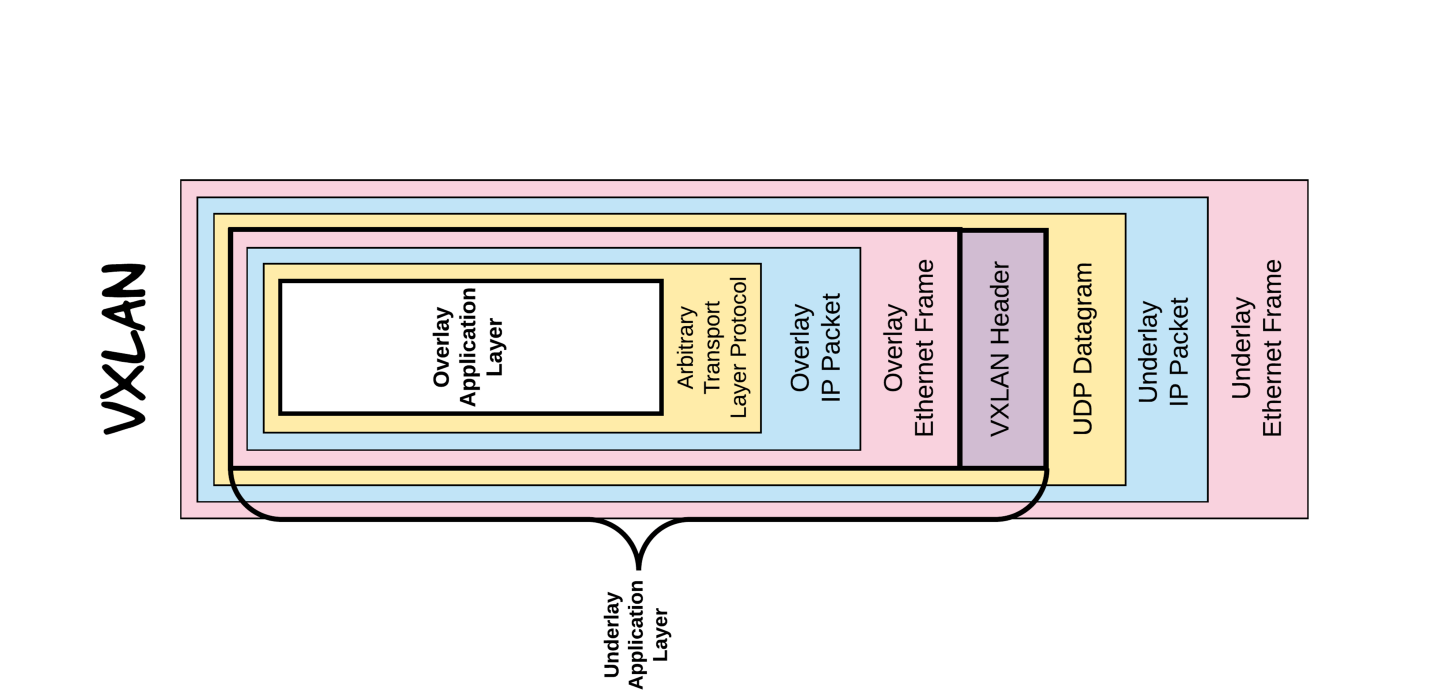 VXLAN
Overlay
Application
Layer
Arbitrary
Transport
Layer Protocol
Overlay
IP Packet
Overlay
Ethernet Frame
VXLAN Header
UDP Datagram
Underlay
IP Packet
Underlay
Ethernet Frame
Underlay
Application
Layer